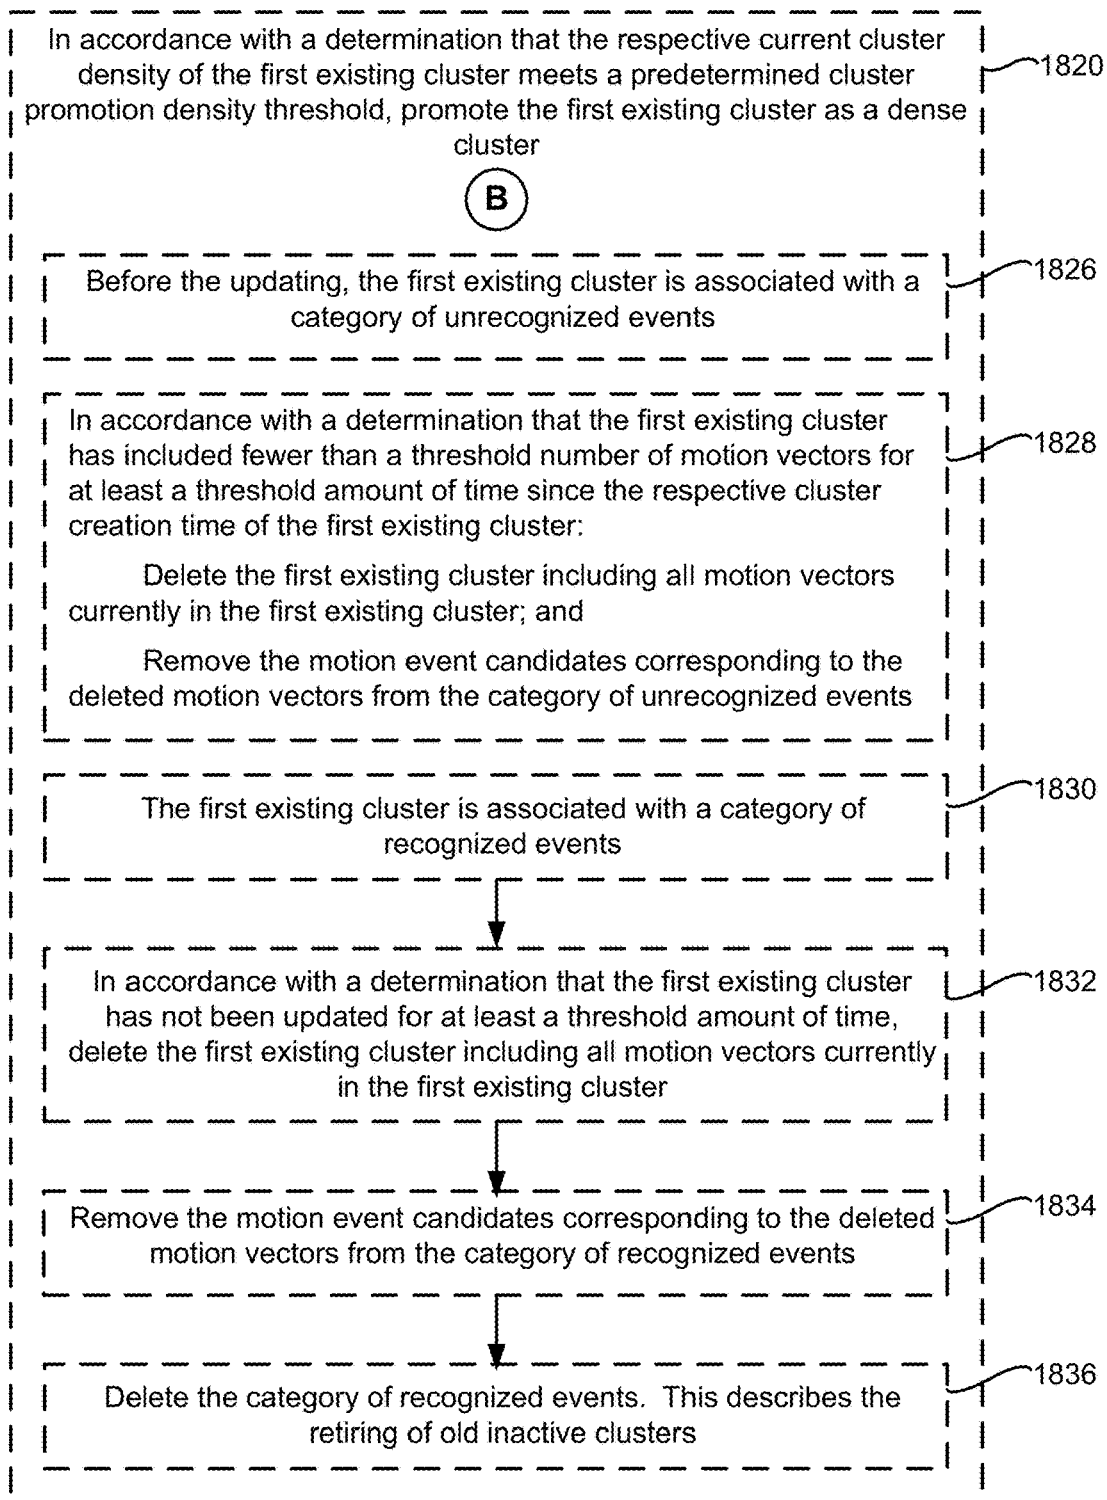 In accordance with a determination that the respective current cluster
density of the first existing cluster meets a predetermined cluster
promotion density threshold, promote the first existing cluster as a dense
cluster
1820
B
Before the updating, the first existing cluster is associated with a
category of unrecognized events
1826
In accordance with a determination that the first existing cluster
has included fewer than a threshold number of motion vectors for
at least a threshold amount of time since the respective cluster
creation time of the first existing cluster:
1828
Delete the first existing cluster including all motion vectors
currently in the first existing cluster; and
Remove the motion event candidates corresponding to the
deleted motion vectors from the category of unrecognized events
The first existing cluster is associated with a category of
recognized events
1830
In accordance with a determination that the first existing cluster
has not been updated for at least a threshold amount of time,
delete the first existing cluster including all motion vectors currently
in the first existing cluster
1832
Remove the motion event candidates corresponding to the deleted
motion vectors from the category of recognized events
1834
Delete the category of recognized events.  This describes the
retiring of old inactive clusters
1836